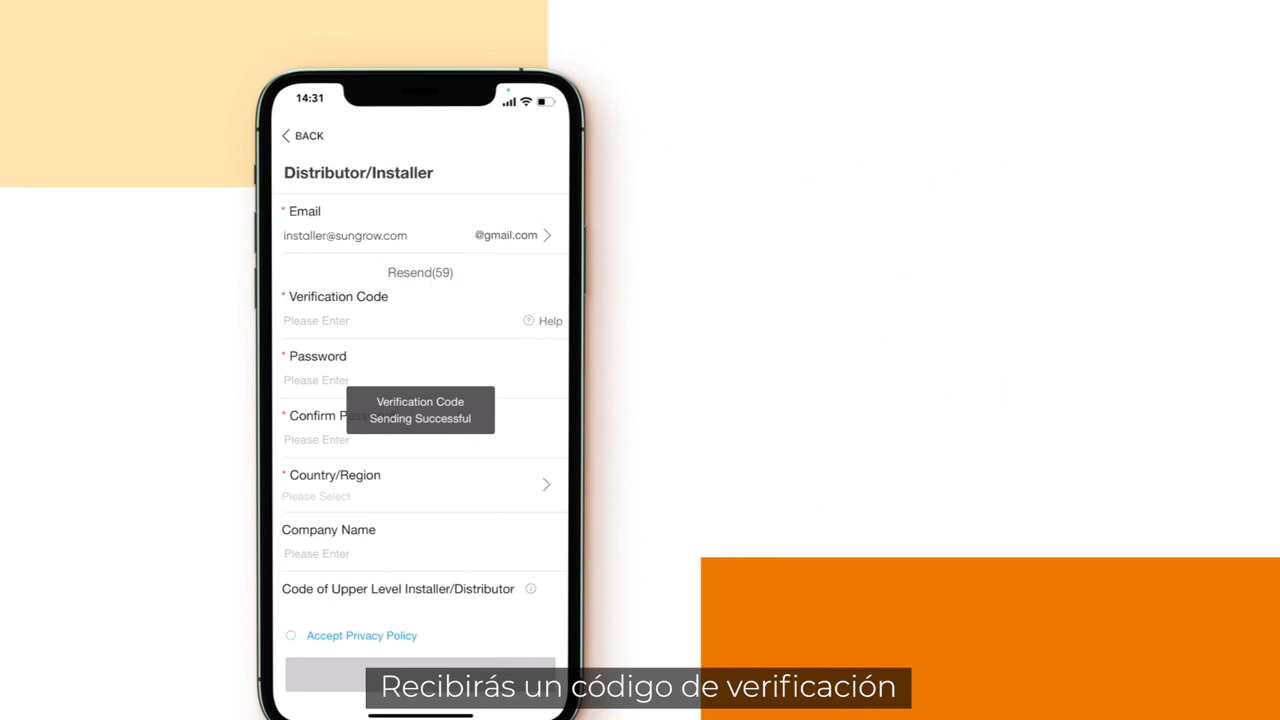 14:31
BACK
Distributor/Installer
* Email
installer@sungrow.com @gmail.com
Resend(59)
* Verification Code
Please Enter Help
* Password
Please Enter
Verification Code
Sending Successful
* Confirm
Please Enter
* Country/Region
Please Select
Company Name
Please Enter
Code of Upper Level Installer/Distributor
Accept Privacy Policy
Recibirás un código de verificación